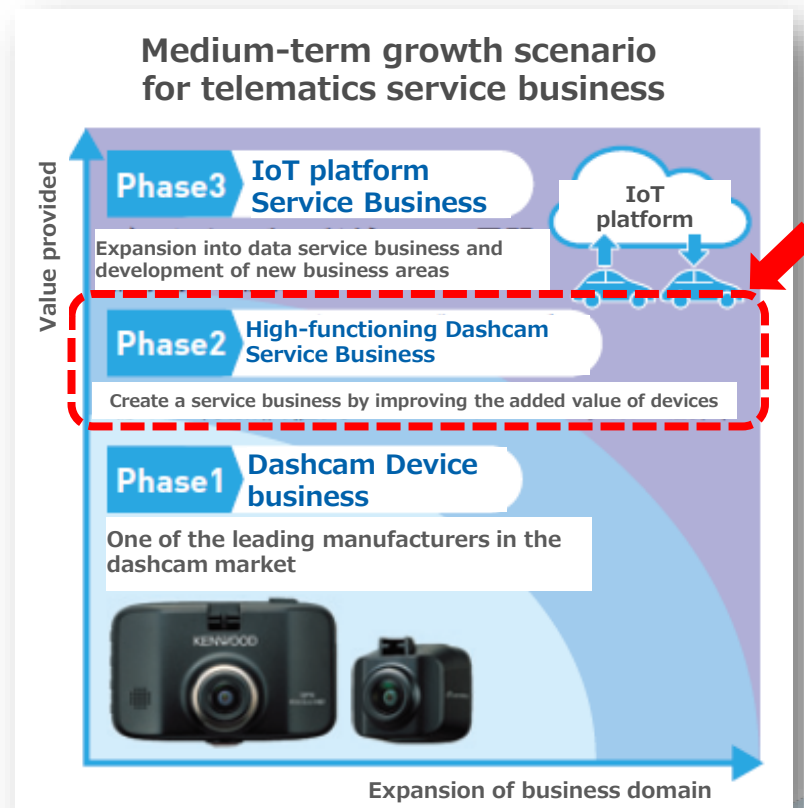 Medium-term growth scenario
for telematics service business
Value provided
Phase3
IoT platform
Service Business
IoT
platform
Expansion into data service business and
development of new business areas
Phase2
High-functioning Dashcam
Service Business
Create a service business by improving the added value of devices
Phase1
Dashcam Device
business
One of the leading manufacturers in the
dashcam market
KENWOOD
Expansion of business domain